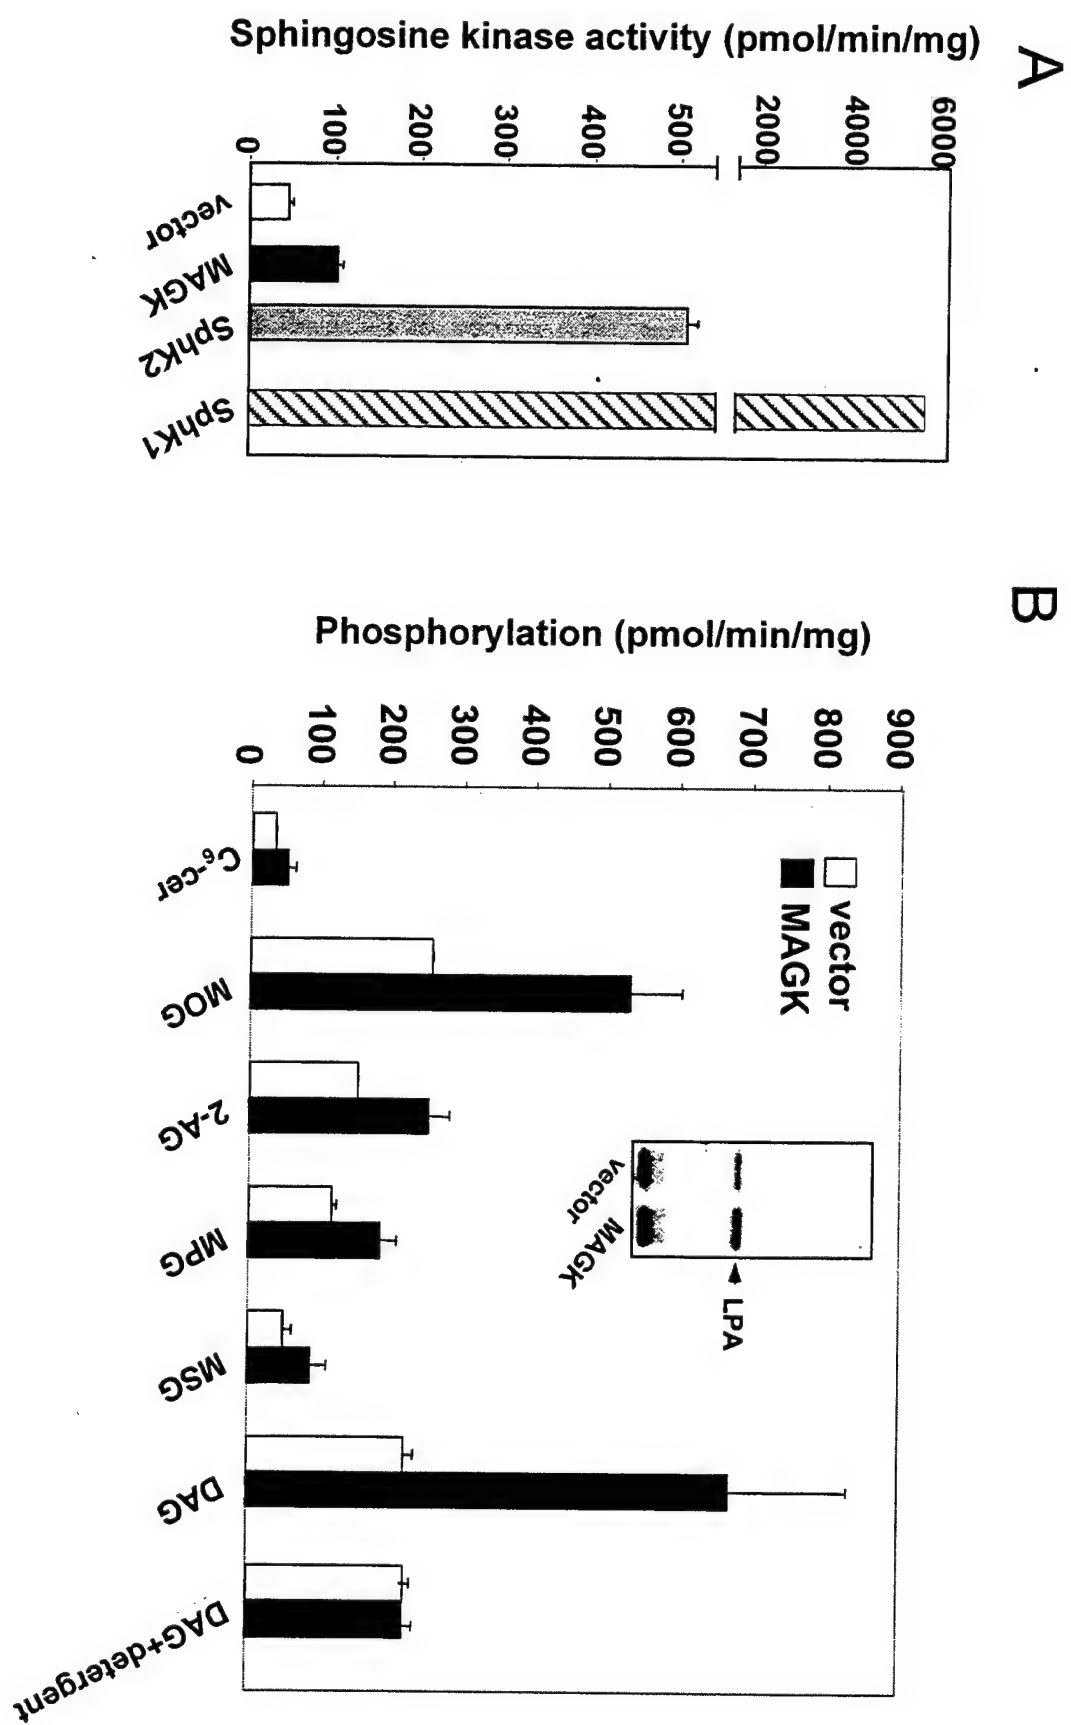 A
Sphingosine kinase activity (pmol/min/mg)
6000
4000
2000
500
400
300
200
100
0
vector
MAGK
SphK2
SphK1
B
Phosphorylation (pmol/min/mg)
900
800
700
600
500
400
300
200
100
0
vector
MAGK
LPA
vector
MAGK
C6-cer
MOG
2-AG
MPG
MSG
DAG
DAG+detergent